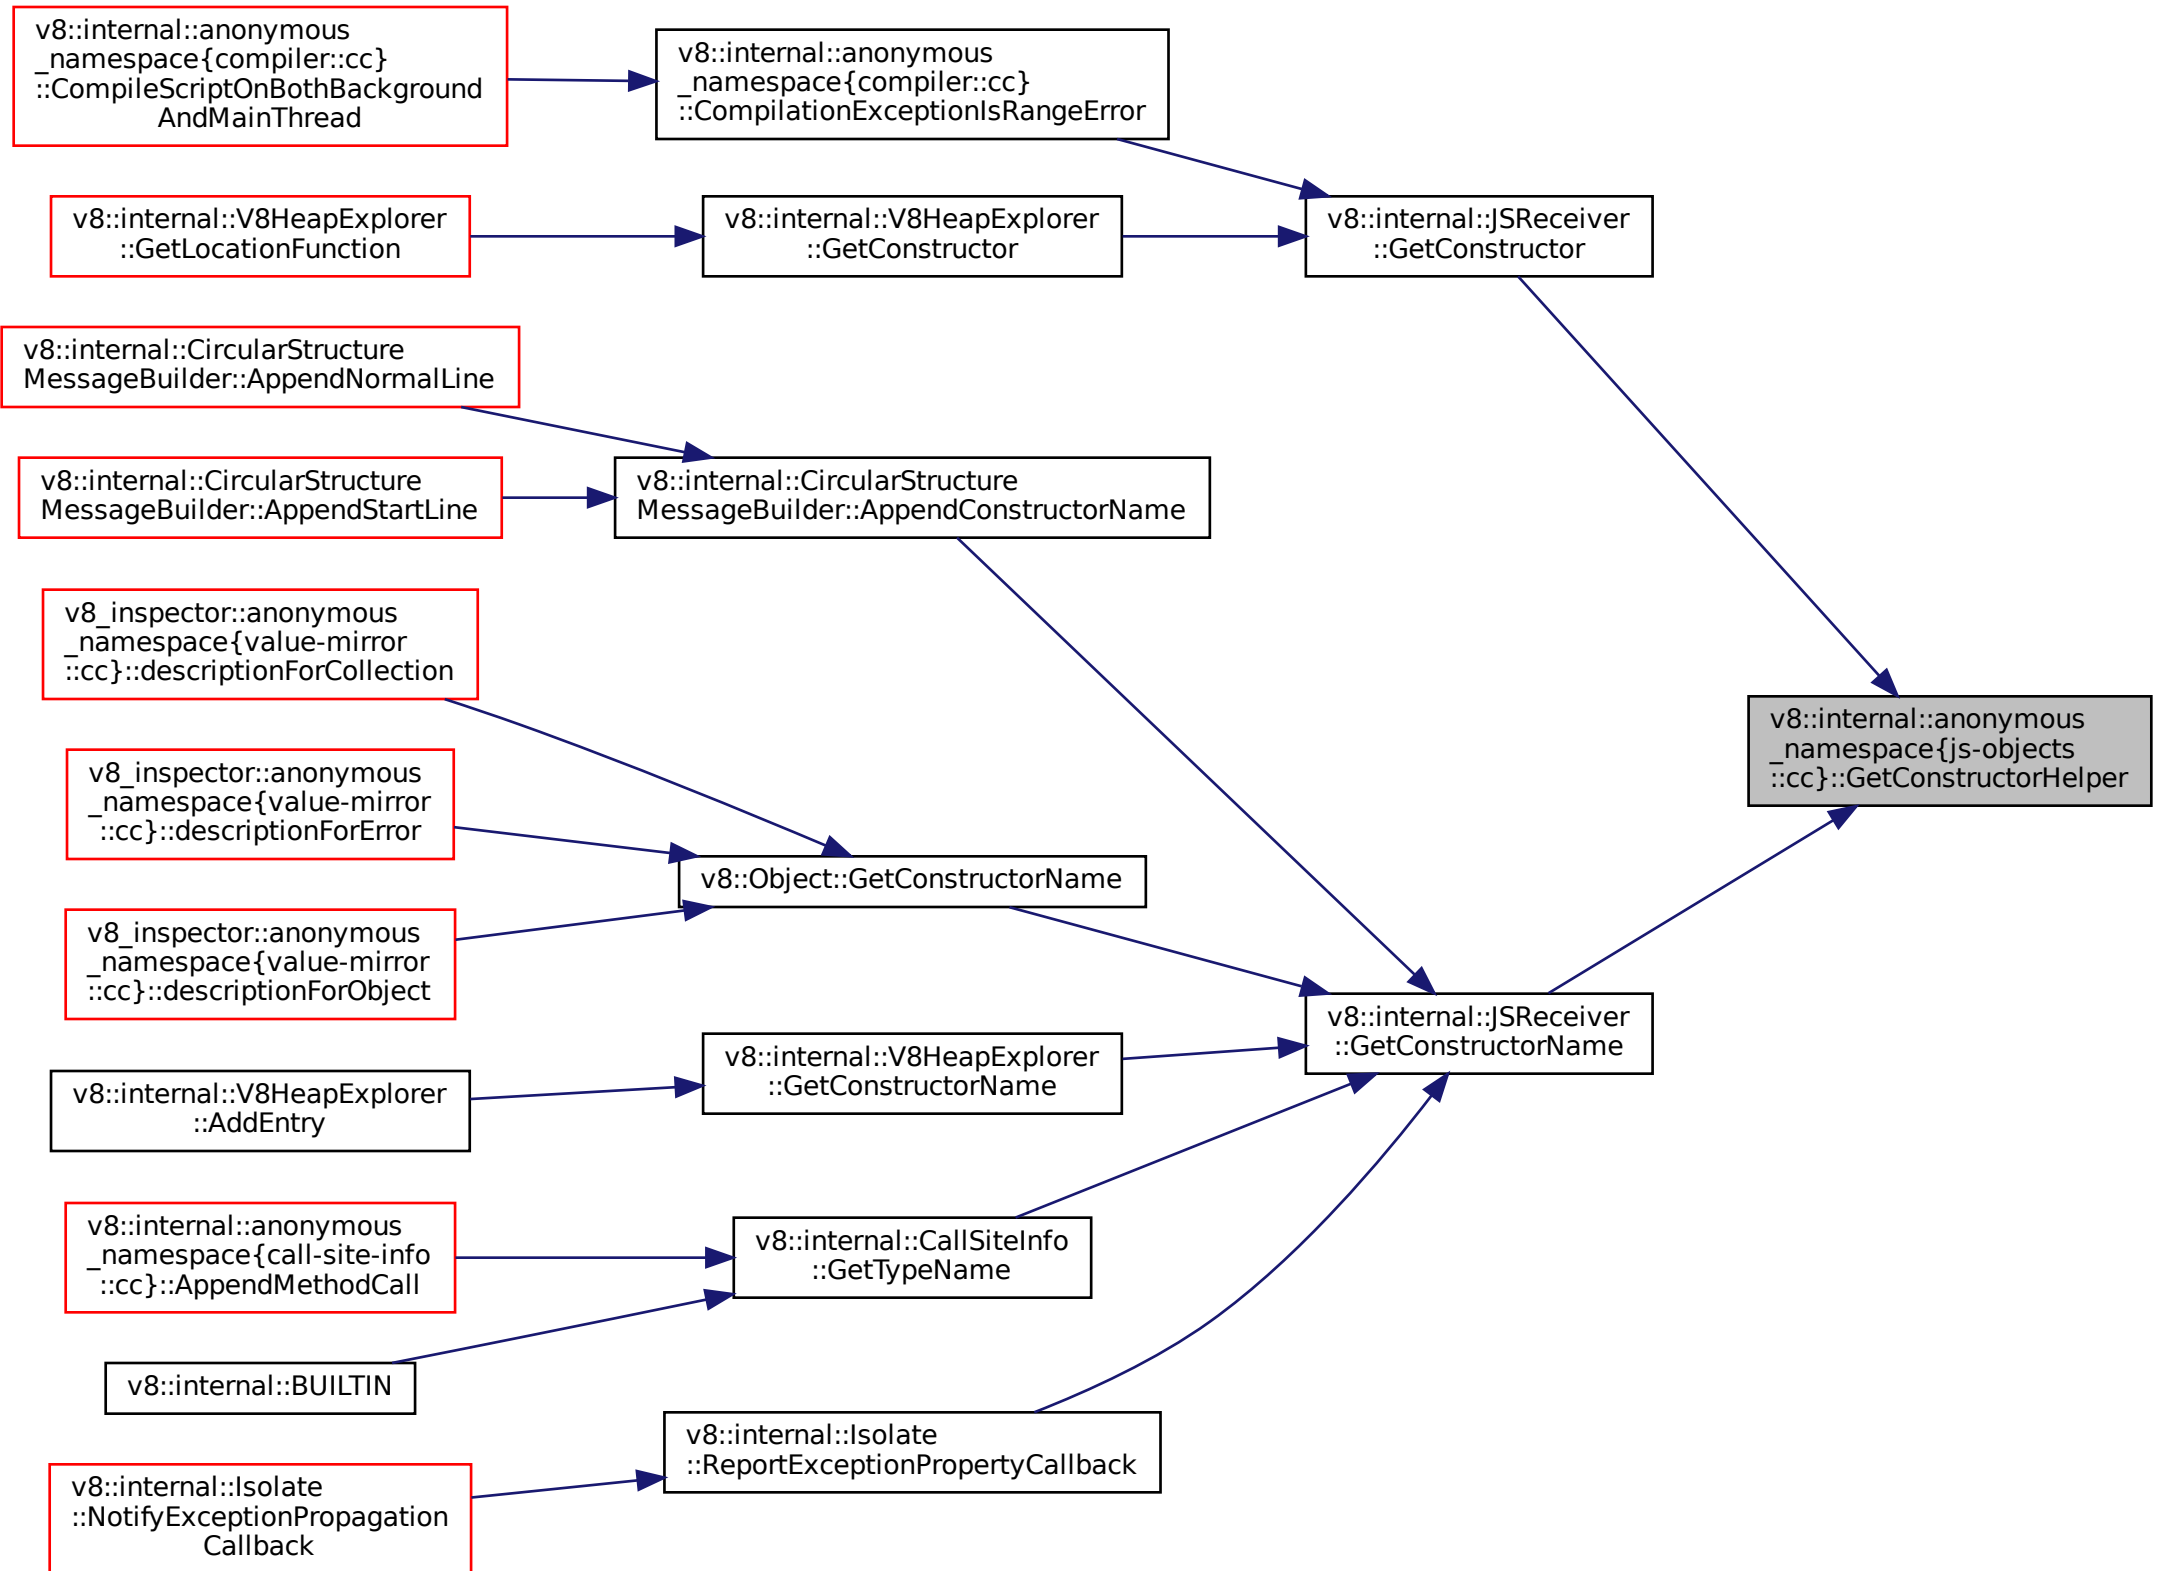 v8::internal::anonymous
_namespace{compiler::cc}
::CompileScriptOnBothBackground
AndMainThread
v8::internal::anonymous
_namespace{compiler::cc}
::CompilationExceptionIsRangeError
v8::internal::V8HeapExplorer
::GetLocationFunction
v8::internal::V8HeapExplorer
::GetConstructor
v8::internal::JSReceiver
::GetConstructor
v8::internal::CircularStructure
MessageBuilder::AppendNormalLine
v8::internal::CircularStructure
MessageBuilder::AppendStartLine
v8::internal::CircularStructure
MessageBuilder::AppendConstructorName
v8_inspector::anonymous
_namespace{value-mirror
::cc}::descriptionForCollection
v8::internal::anonymous
_namespace{js-objects
::cc}::GetConstructorHelper
v8_inspector::anonymous
_namespace{value-mirror
::cc}::descriptionForError
v8::Object::GetConstructorName
v8_inspector::anonymous
_namespace{value-mirror
::cc}::descriptionForObject
v8::internal::JSReceiver
::GetConstructorName
v8::internal::V8HeapExplorer
::GetConstructorName
v8::internal::V8HeapExplorer
::AddEntry
v8::internal::anonymous
_namespace{call-site-info
::cc}::AppendMethodCall
v8::internal::CallSiteInfo
::GetTypeName
v8::internal::BUILTIN
v8::internal::Isolate
::ReportExceptionPropertyCallback
v8::internal::Isolate
::NotifyExceptionPropagation
Callback